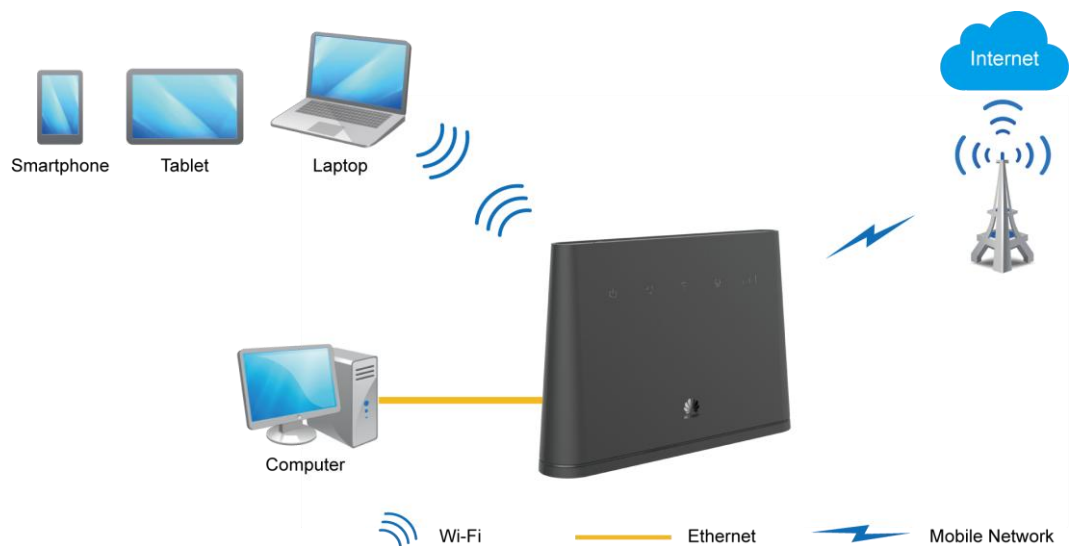 Internet
Smartphone
Tablet
Laptop
Computer
Wi-Fi
Ethernet
Mobile Network